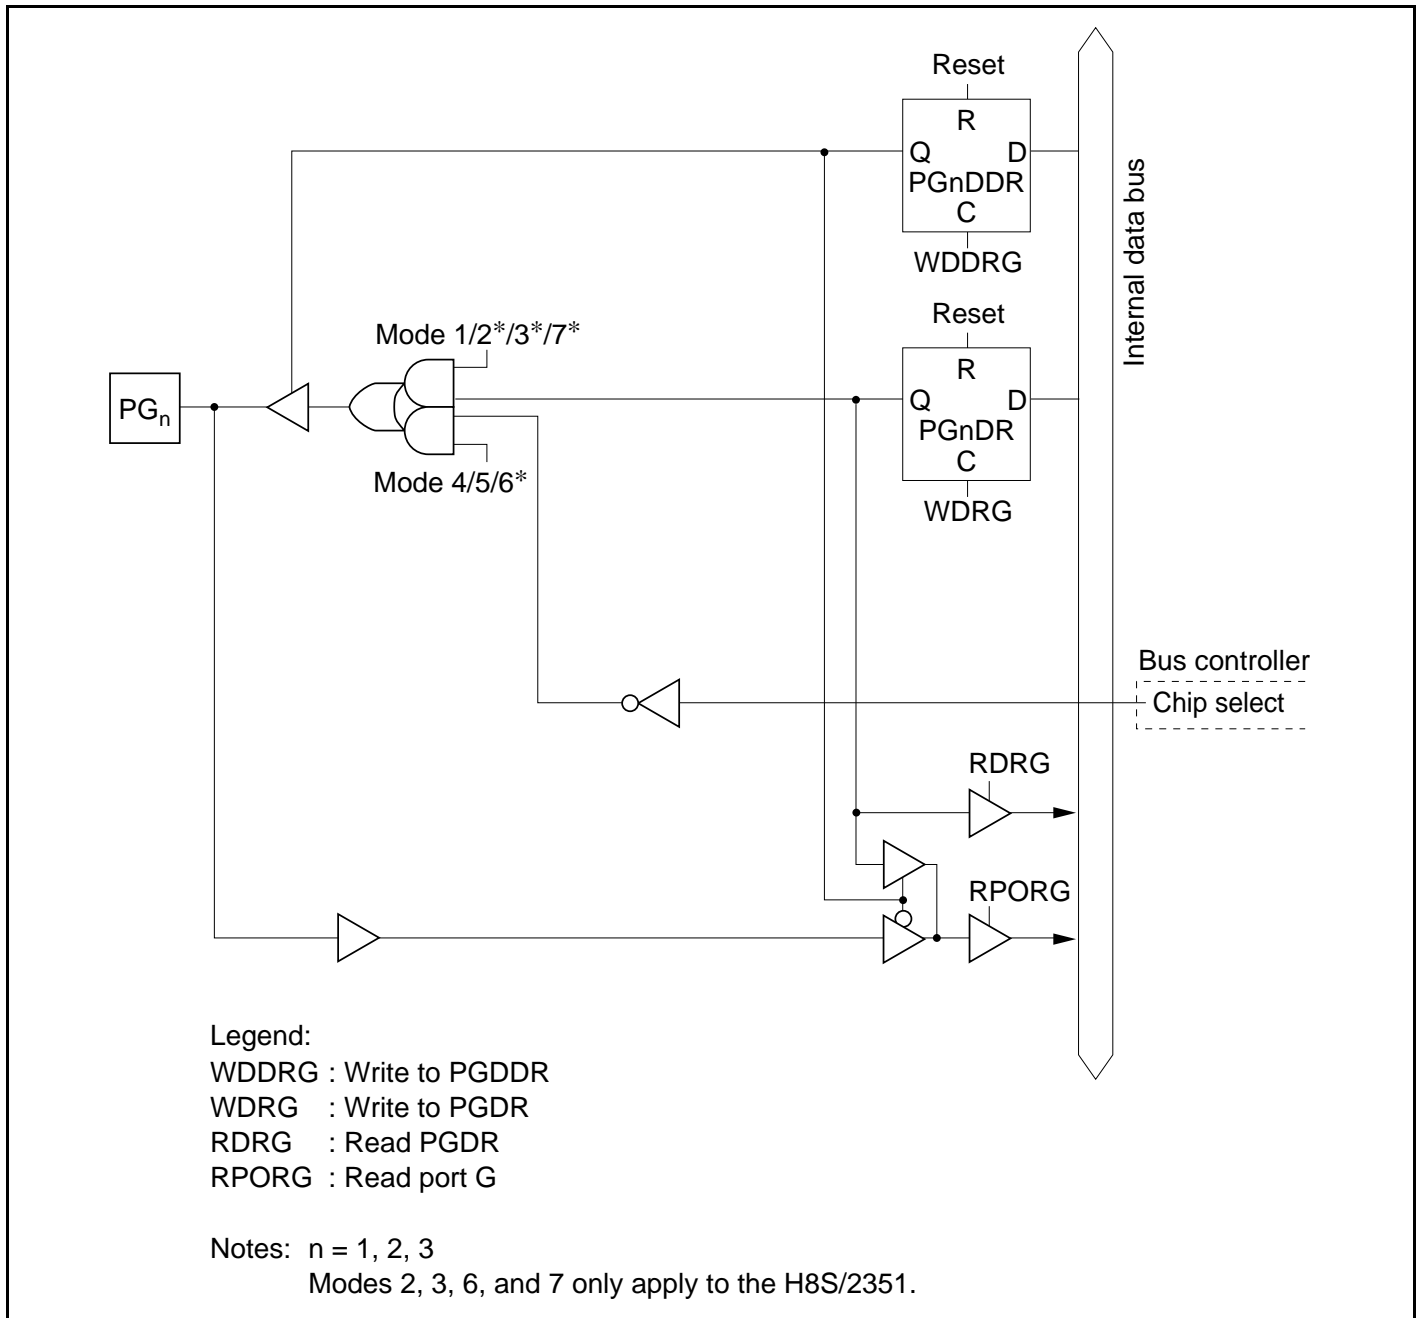 Reset
R
Q D
PGnDDR
C
WDDRG
Internal data bus
Mode 1/2*/3*/7*
Reset
R
Q D
PGnDR
C
WDRG
PGn
Mode 4/5/6*
Bus controller
Chip select
RDRG
RPORG
Legend:
WDDRG : Write to PGDDR
WDRG : Write to PGDR
RDRG : Read PGDR
RPORG : Read port G
Notes: n = 1, 2, 3
Modes 2, 3, 6, and 7 only apply to the H8S/2351.